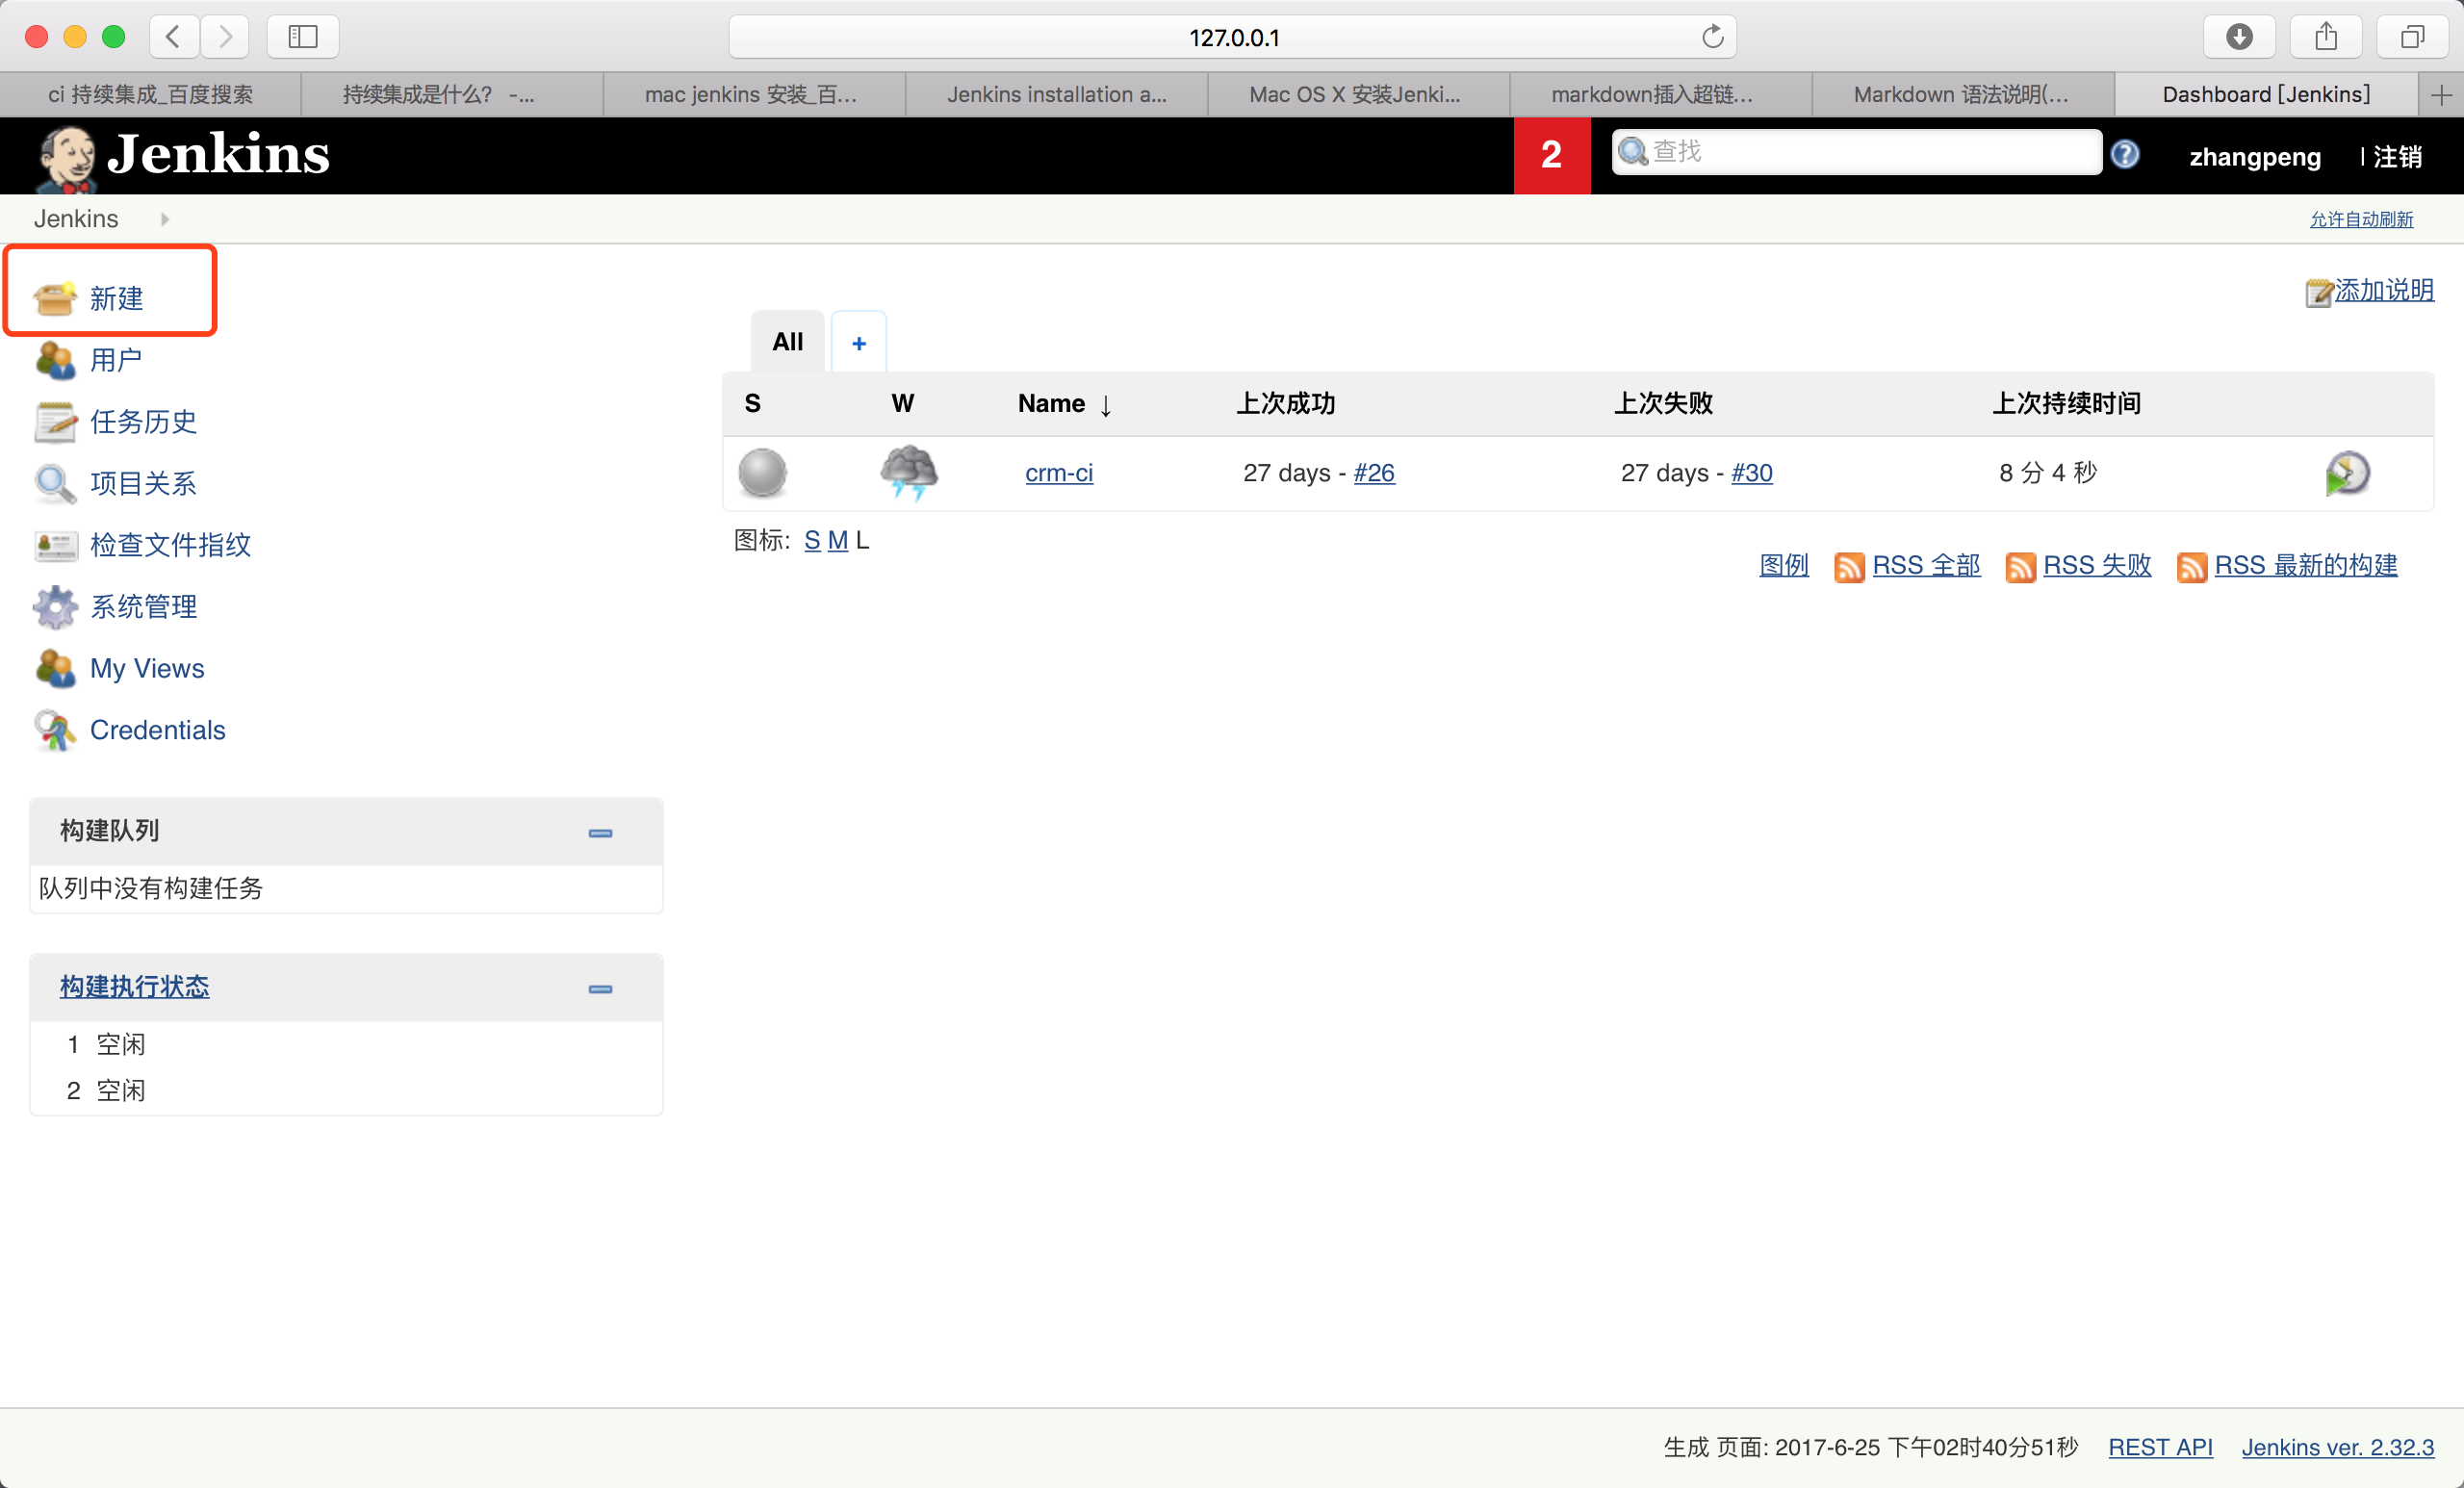 127.0.0.1
ci 持续集成_百度搜索
持续集成是什么? -...
mac jenkins 安装_百...
Jenkins installation a...
Mac OS X 安装Jenki...
markdown插入超链...
Markdown 语法说明(...
Dashboard [Jenkins]
Jenkins
2
查找
zhangpeng
| 注销
Jenkins
允许自动刷新
新建
用户
任务历史
项目关系
检查文件指纹
系统管理
My Views
Credentials
构建队列
队列中没有构建任务
构建执行状态
1 空闲
2 空闲
添加说明
All +
S W Name ↓ 上次成功 上次失败 上次持续时间
crm-ci 27 days - #26 27 days - #30 8 分 4 秒
图标: S M L
图例 RSS 全部 RSS 失败 RSS 最新的构建
生成 页面: 2017-6-25 下午02时40分51秒 REST API Jenkins ver. 2.32.3